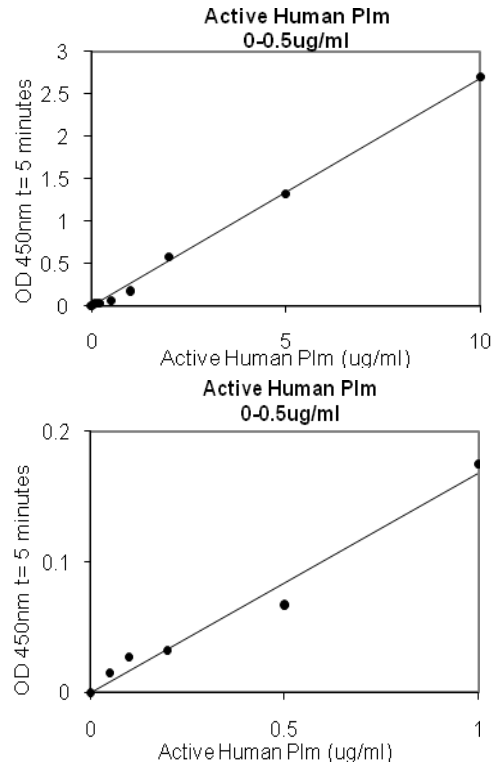 Active Human Plm
0-0.5ug/ml
OD 450nm t= 5 minutes
3
2.5
2
1.5
1
0.5
0
0
5
10
Active Human Plm (ug/ml)
Active Human Plm
0-0.5ug/ml
OD 450nm t= 5 minutes
0.2
0.1
0
0
0.5
1
Active Human Plm (ug/ml)